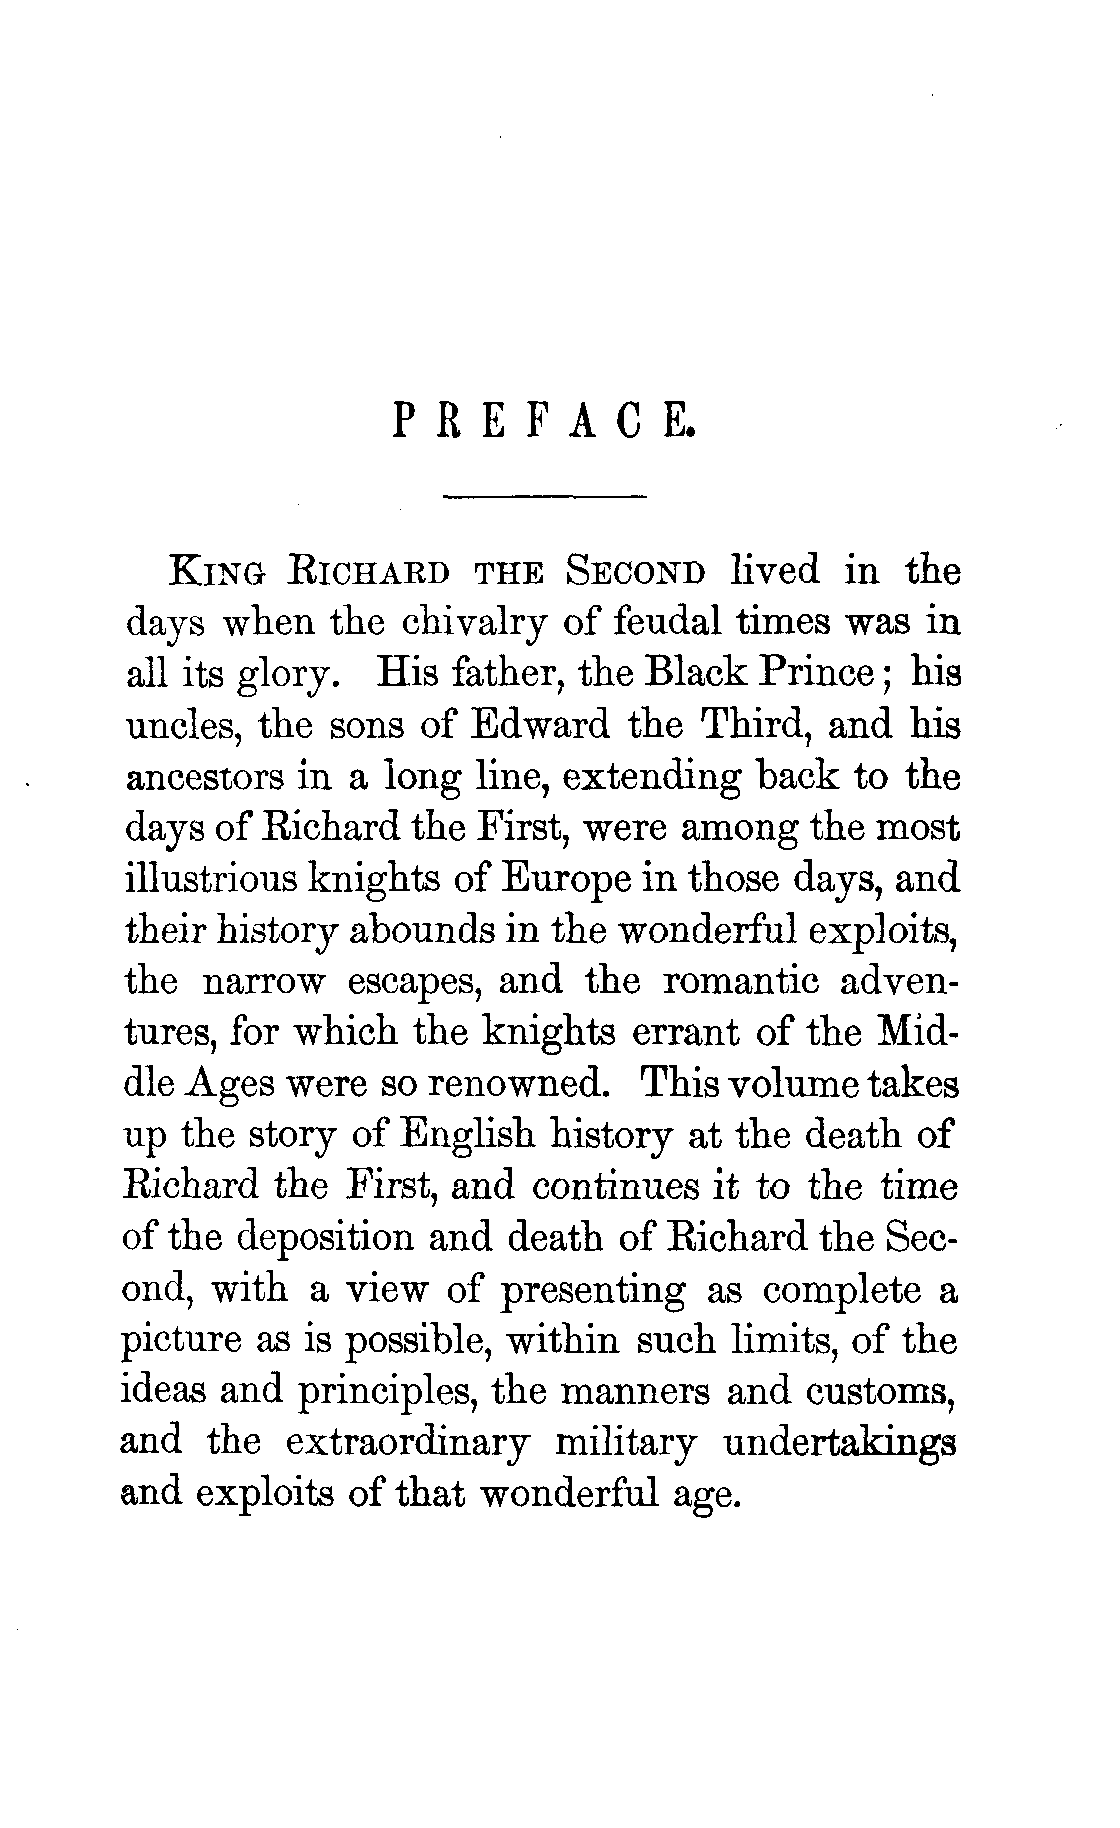 PREFACE.
KING RICHARD THE SECOND lived in the
days when the chivalry of feudal times was in
all its glory. His father, the Black Prince; his
uncles, the sons of Edward the Third, and his
ancestors in a long line, extending back to the
days of Richard the First, were among the most
illustrious knights of Europe in those days, and
their history abounds in the wonderful exploits,
the narrow escapes, and the romantic adven-
tures, for which the knights errant of the Mid-
dle Ages were so renowned. This volume takes
up the story of English history at the death of
Richard the First, and continues it to the time
of the deposition and death of Richard the Sec-
ond, with a view of presenting as complete a
picture as is possible, within such limits, of the
ideas and principles, the manners and customs,
and the extraordinary military undertakings
and exploits of that wonderful age.